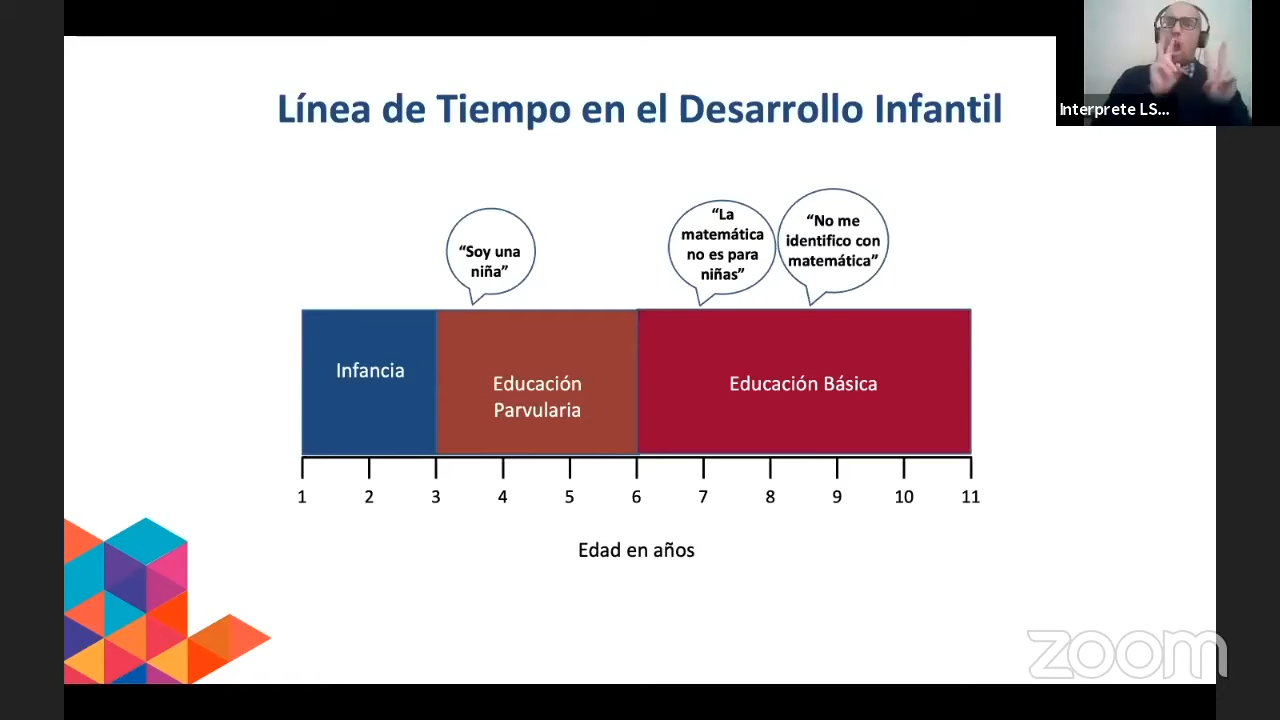 Línea de Tiempo en el Desarrollo Infantil
Interprete LS...
“Soy una
niña”
“La
matemática
no es para
niñas”
“No me
identifico con
matemática”
Infancia
Educación
Parvularia
Educación Básica
1 2 3 4 5 6 7 8 9 10 11
Edad en años
zoom